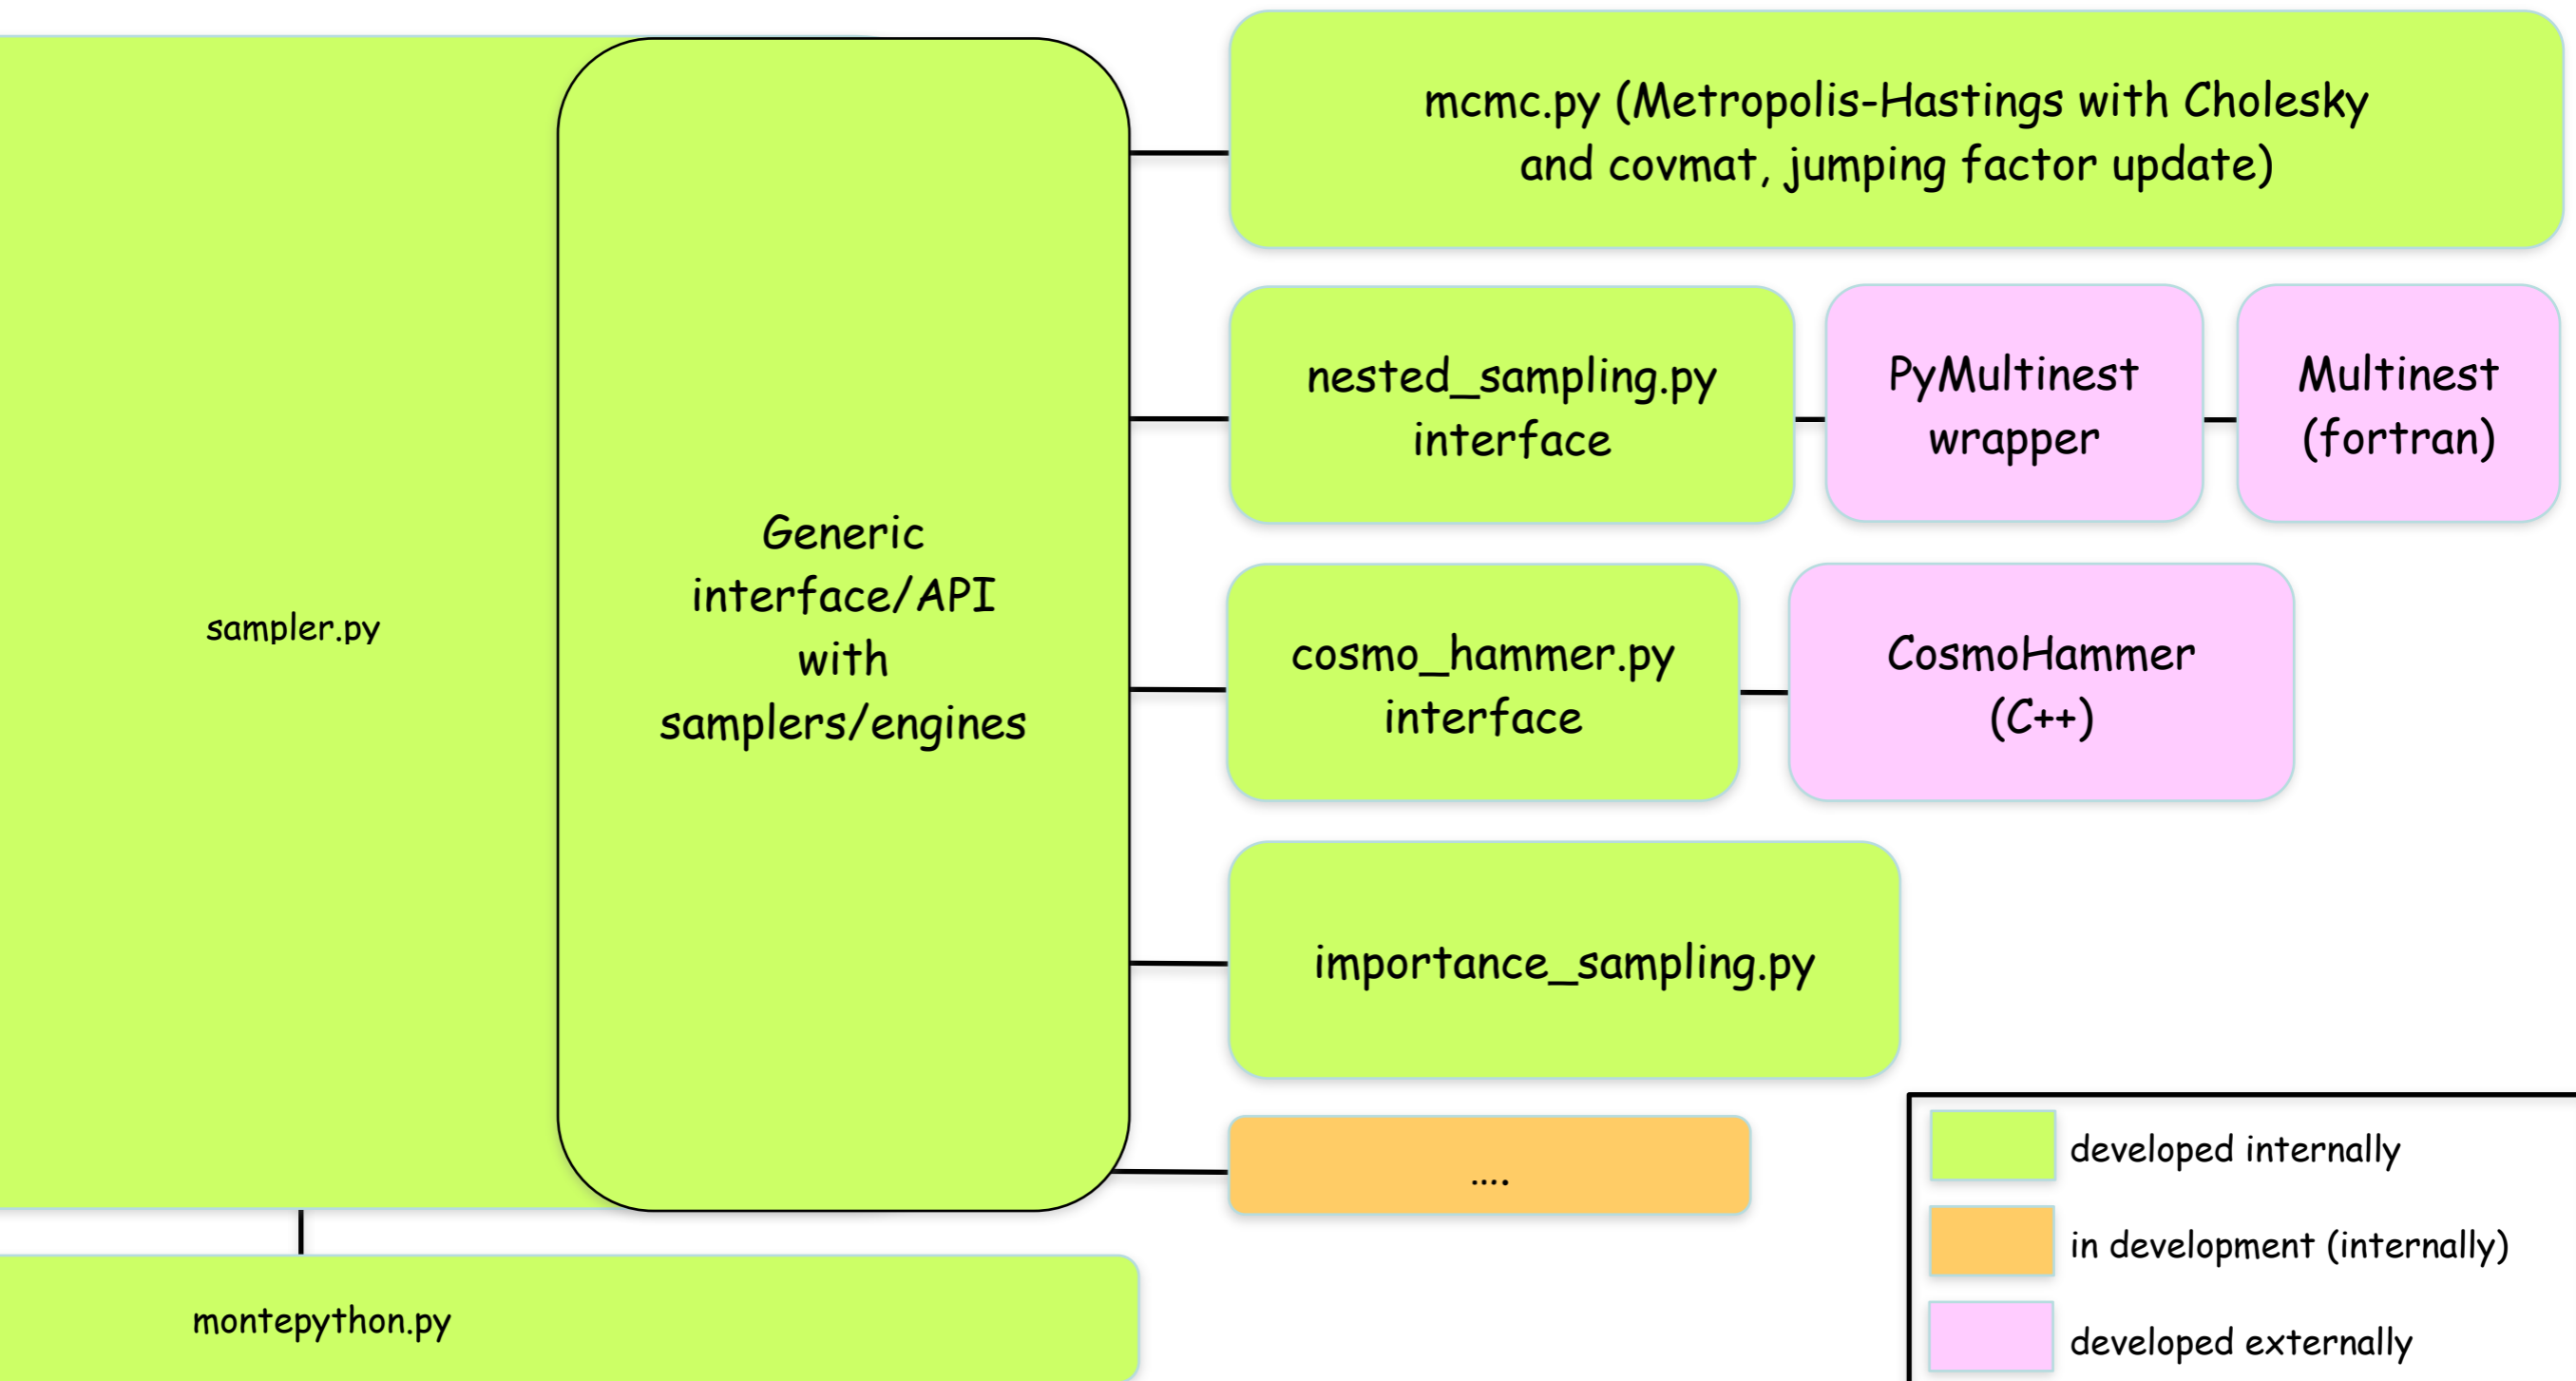 sampler.py
Generic
interface/API
with
samplers/engines
mcmc.py (Metropolis-Hastings with Cholesky
and covmat, jumping factor update)
nested_sampling.py
interface
PyMultinest
wrapper
Multinest
(fortran)
cosmo_hammer.py
interface
CosmoHammer
(C++)
importance_sampling.py
....
montepython.py
developed internally
in development (internally)
developed externally